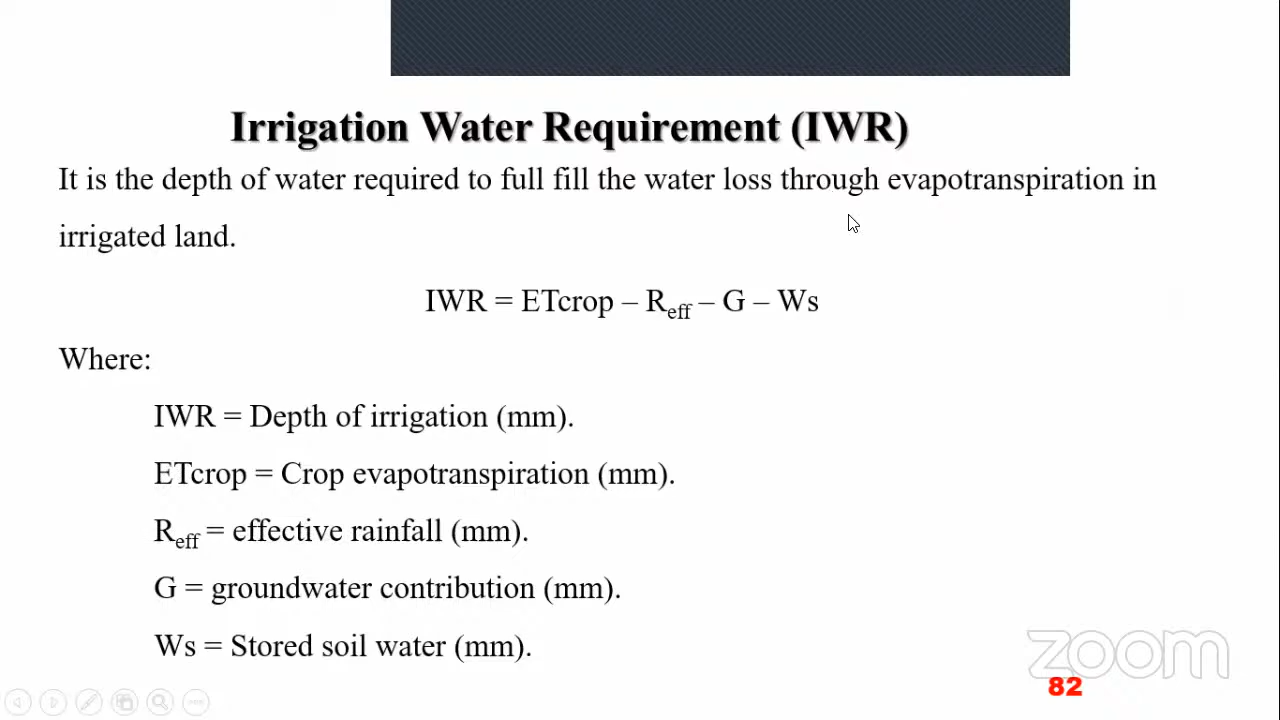 Irrigation Water Requirement (IWR)
It is the depth of water required to full fill the water loss through evapotranspiration in
irrigated land.
IWR = ETcrop – Reff – G – Ws
Where:
IWR = Depth of irrigation (mm).
ETcrop = Crop evapotranspiration (mm).
Reff = effective rainfall (mm).
G = groundwater contribution (mm).
Ws = Stored soil water (mm).
zoom
82